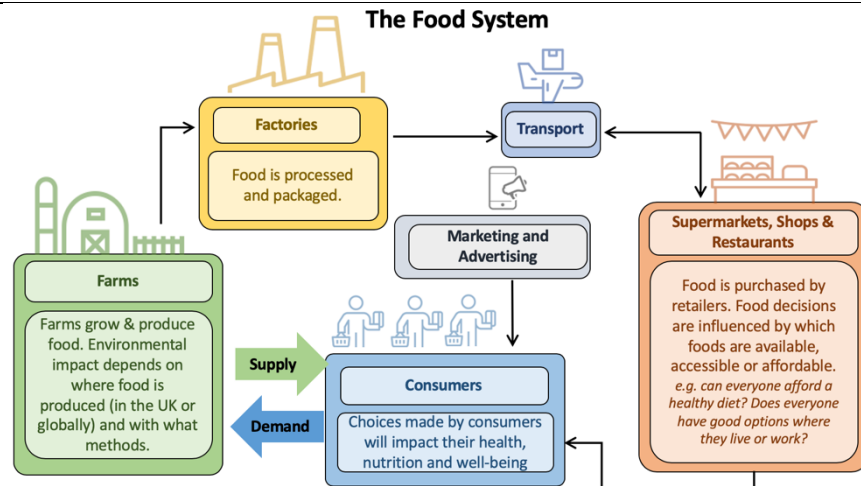 The Food System
Factories
Food is processed
and packaged.
Transport
Marketing and
Advertising
Supermarkets, Shops &
Restaurants
Food is purchased by
retailers. Food decisions
are influenced by which
foods are available,
accessible or affordable.
e.g. can everyone afford a
healthy diet? Does everyone
have good options where
they live or work?
Farms
Farms grow & produce
food. Environmental
impact depends on
where food is
produced (in the UK or
globally) and with what
methods.
Supply
Demand
Consumers
Choices made by consumers
will impact their health,
nutrition and well-being